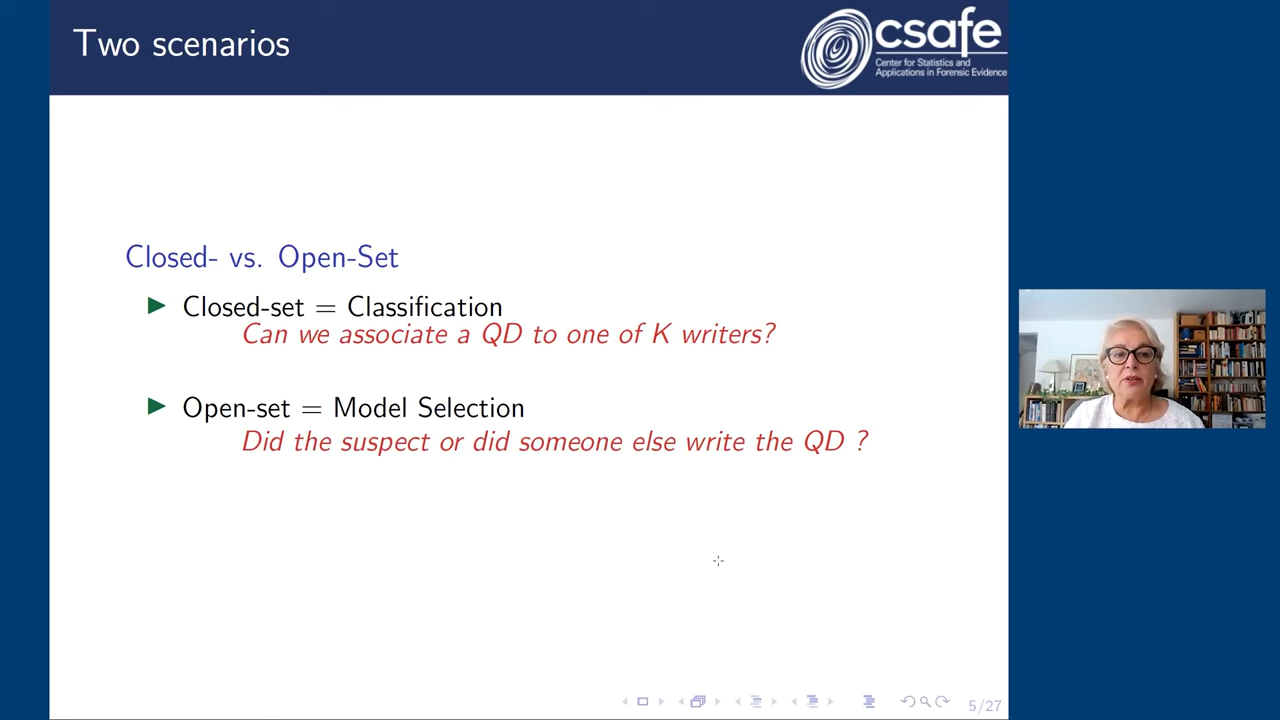 Two scenarios
csafe
Center for Statistics and
Applications in Forensic Evidence
Closed- vs. Open-Set
Closed-set = Classification
Can we associate a QD to one of K writers?
Open-set = Model Selection
Did the suspect or did someone else write the QD ?
5/27